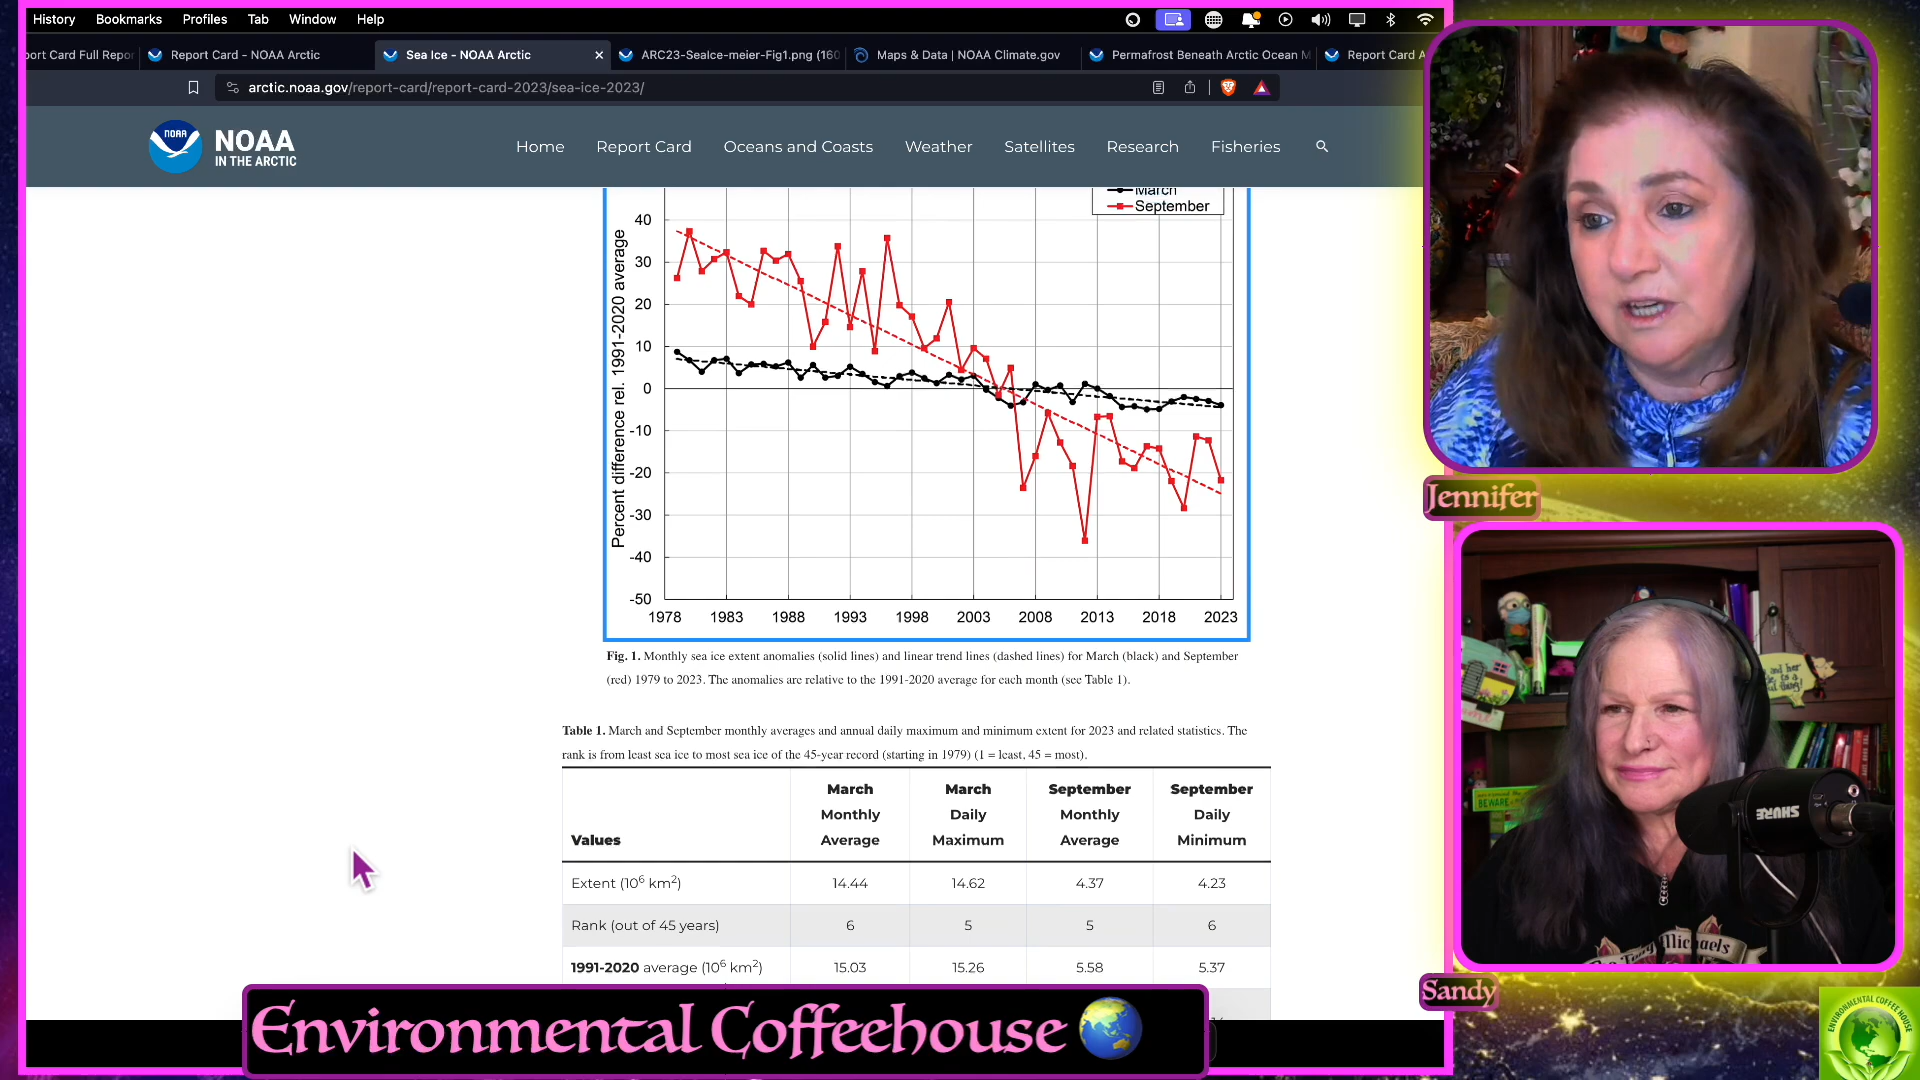 History Bookmarks Profiles Tab Window Help
ort Card Full Repor
Report Card - NOAA Arctic
Sea Ice - NOAA Arctic
ARC23-SeaIce-meier-Fig1.png (160
Maps & Data | NOAA Climate.gov
Permafrost Beneath Arctic Ocean M
Report Card A
arctic.noaa.gov/report-card/report-card-2023/sea-ice-2023/
NOAA
NOAA
IN THE ARCTIC
Home Report Card Oceans and Coasts Weather Satellites Research Fisheries
March
September
Percent difference rel. 1991-2020 average
40
30
20
10
0
-10
-20
-30
-40
-50
1978 1983 1988 1993 1998 2003 2008 2013 2018 2023
Fig. 1. Monthly sea ice extent anomalies (solid lines) and linear trend lines (dashed lines) for March (black) and September
(red) 1979 to 2023. The anomalies are relative to the 1991-2020 average for each month (see Table 1).
Table 1. March and September monthly averages and annual daily maximum and minimum extent for 2023 and related statistics. The
rank is from least sea ice to most sea ice of the 45-year record (starting in 1979) (1 = least, 45 = most).
Values March Monthly Average March Daily Maximum September Monthly Average September Daily Minimum
Extent (10⁶ km²) 14.44 14.62 4.37 4.23
Rank (out of 45 years) 6 5 5 6
1991-2020 average (10⁶ km²) 15.03 15.26 5.58 5.37
Jennifer
BEWARE
SHURE
Michaels
Sandy
Environmental Coffeehouse
ENVIRONMENTAL COFFEE HOUSE